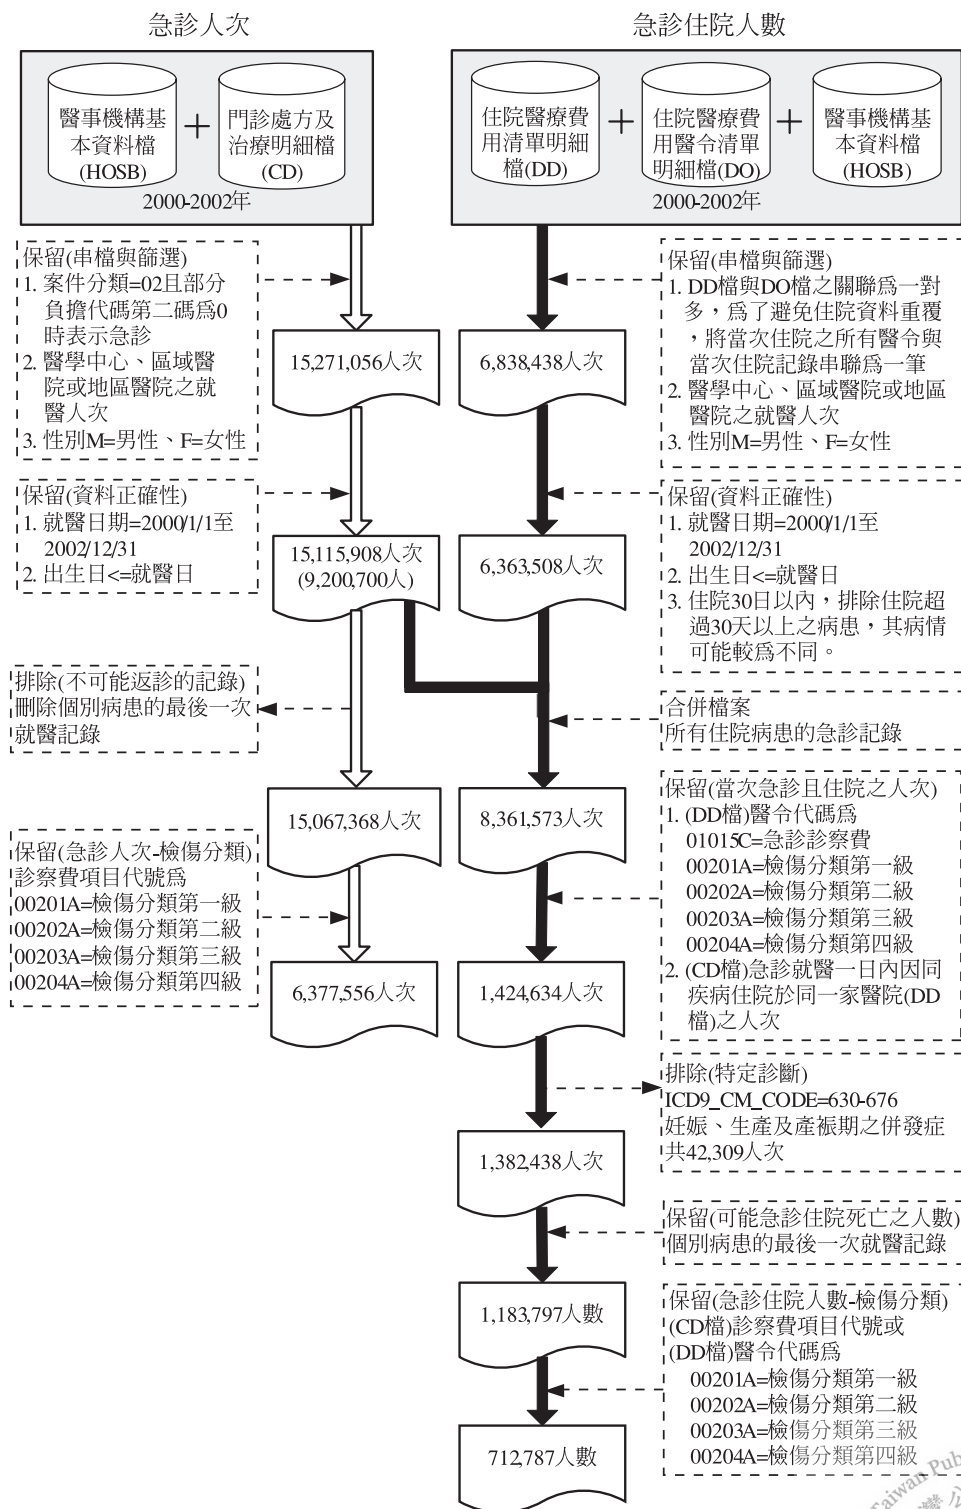 急診人次
醫事機構基
本資料檔
(HOSB)
+
門診處方及
治療明細檔
(CD)
2000-2002年
保留(串檔與篩選)
1. 案件分類=02且部分
負擔代碼第二碼爲0
時表示急診
2. 醫學中心、區域醫
院或地區醫院之就
醫人次
3. 性別M=男性、F=女性
15,271,056人次
保留(資料正確性)
1. 就醫日期=2000/1/1至
2002/12/31
2. 出生日<=就醫日
15,115,908人次
(9,200,700人)
排除(不可能返診的記錄)
刪除個別病患的最後一次
就醫記錄
15,067,368人次
保留(急診人次-檢傷分類)
診察費項目代號爲
00201A=檢傷分類第一級
00202A=檢傷分類第二級
00203A=檢傷分類第三級
00204A=檢傷分類第四級
6,377,556人次
急診住院人數
住院醫療費
用清單明細
檔(DD)
+
住院醫療費
用醫令清單
明細檔(DO)
+
醫事機構基
本資料檔
(HOSB)
2000-2002年
保留(串檔與篩選)
1. DD檔與DO檔之關聯爲一對
多，爲了避免住院資料重覆
，將當次住院之所有醫令與
當次住院記錄串聯爲一筆
2. 醫學中心、區域醫院或地區
醫院之就醫人次
3. 性別M=男性、F=女性
6,838,438人次
保留(資料正確性)
1. 就醫日期=2000/1/1至
2002/12/31
2. 出生日<=就醫日
3. 住院30日以內，排除住院超
過30天以上之病患，其病情
可能較爲不同。
6,363,508人次
合併檔案
所有住院病患的急診記錄
8,361,573人次
保留(當次急診且住院之人次)
1. (DD檔)醫令代碼爲
01015C=急診診察費
00201A=檢傷分類第一級
00202A=檢傷分類第二級
00203A=檢傷分類第三級
00204A=檢傷分類第四級
2. (CD檔)急診就醫一日內因同
疾病住院於同一家醫院(DD
檔)之人次
1,424,634人次
排除(特定診斷)
ICD9_CM_CODE=630-676
妊娠、生產及產褥期之併發症
共42,309人次
1,382,438人次
保留(可能急診住院死亡之人數)
個別病患的最後一次就醫記錄
1,183,797人數
保留(急診住院人數-檢傷分類)
(CD檔)診察費項目代號或
(DD檔)醫令代碼爲
00201A=檢傷分類第一級
00202A=檢傷分類第二級
00203A=檢傷分類第三級
00204A=檢傷分類第四級
712,787人數
Taiwan Pub